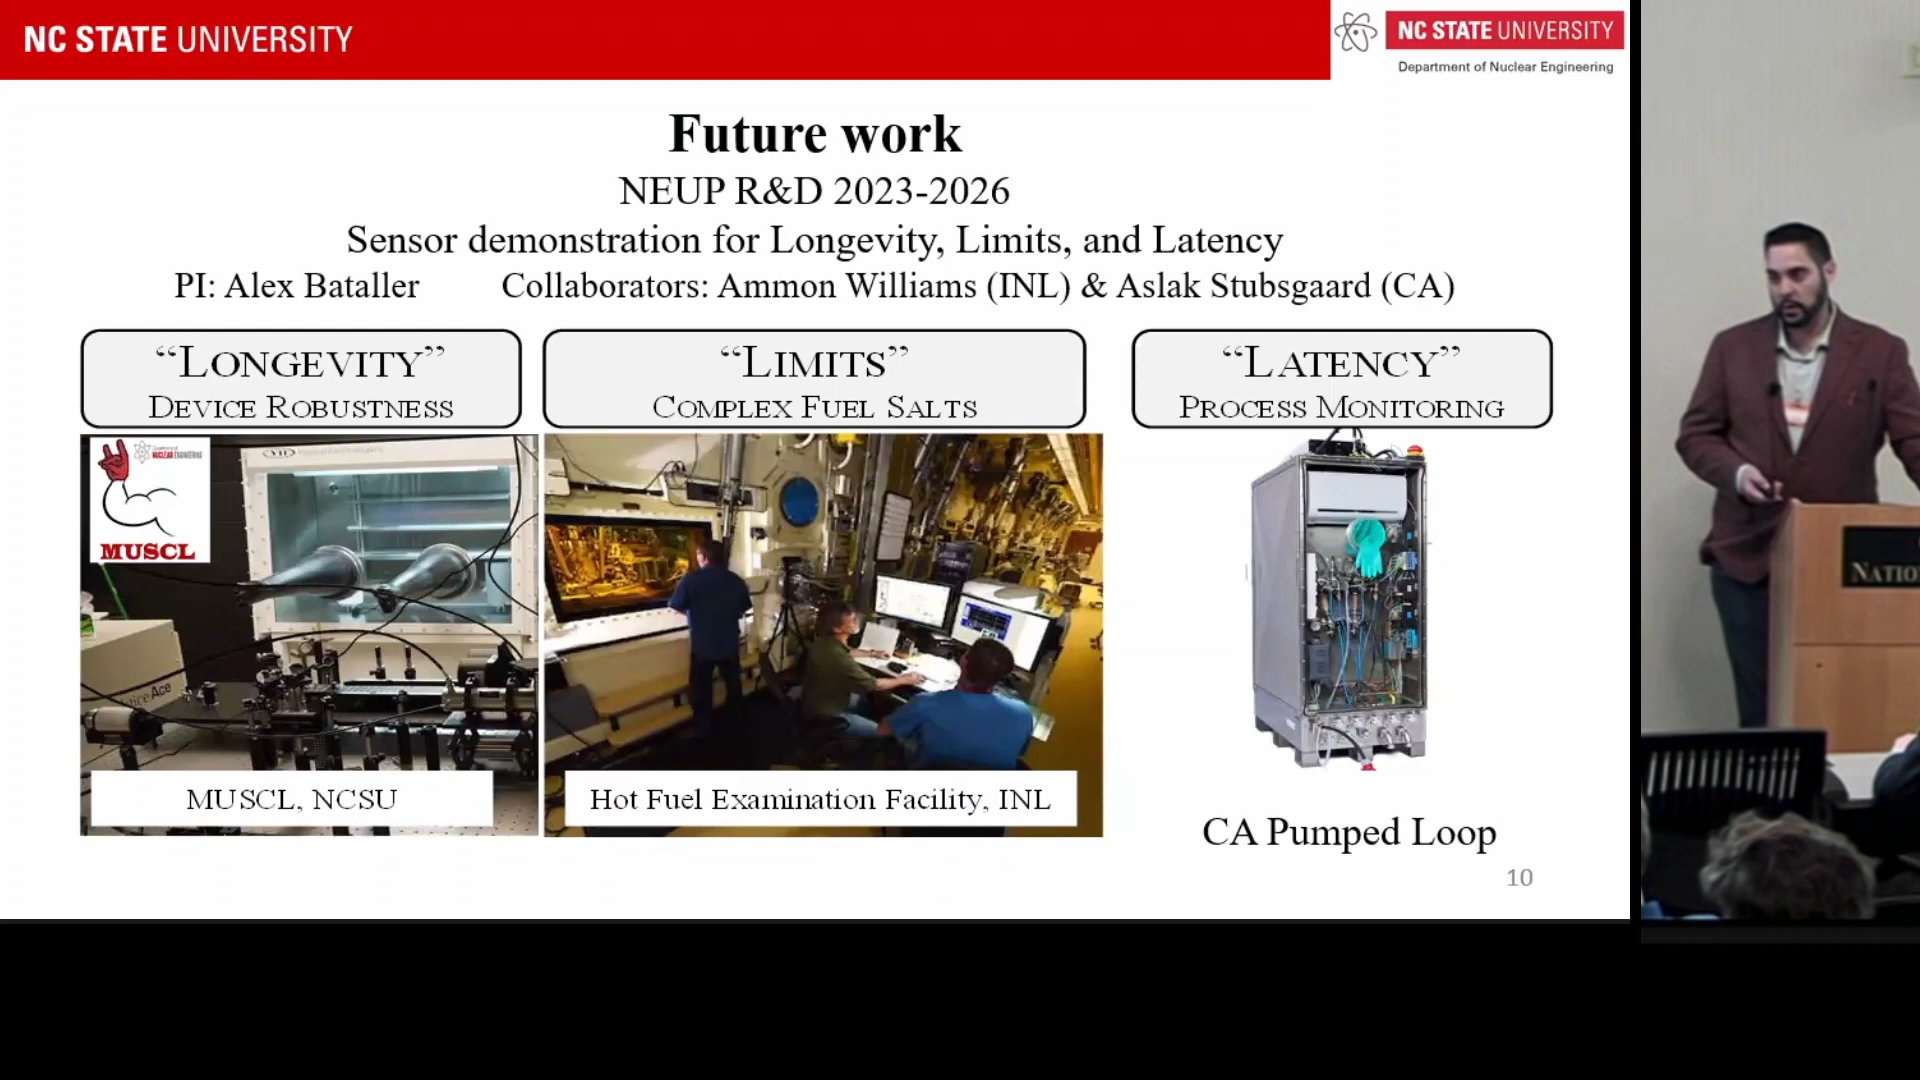 NC STATE UNIVERSITY
NC STATE UNIVERSITY
Department of Nuclear Engineering
Future work
NEUP R&D 2023-2026
Sensor demonstration for Longevity, Limits, and Latency
PI: Alex Bataller Collaborators: Ammon Williams (INL) & Aslak Stubsgaard (CA)
“LONGEVITY”
DEVICE ROBUSTNESS
“LIMITS”
COMPLEX FUEL SALTS
“LATENCY”
PROCESS MONITORING
NUCLEAR ENGINEERING
MUSCL
MUSCL, NCSU
Hot Fuel Examination Facility, INL
CA Pumped Loop
10
NATIO